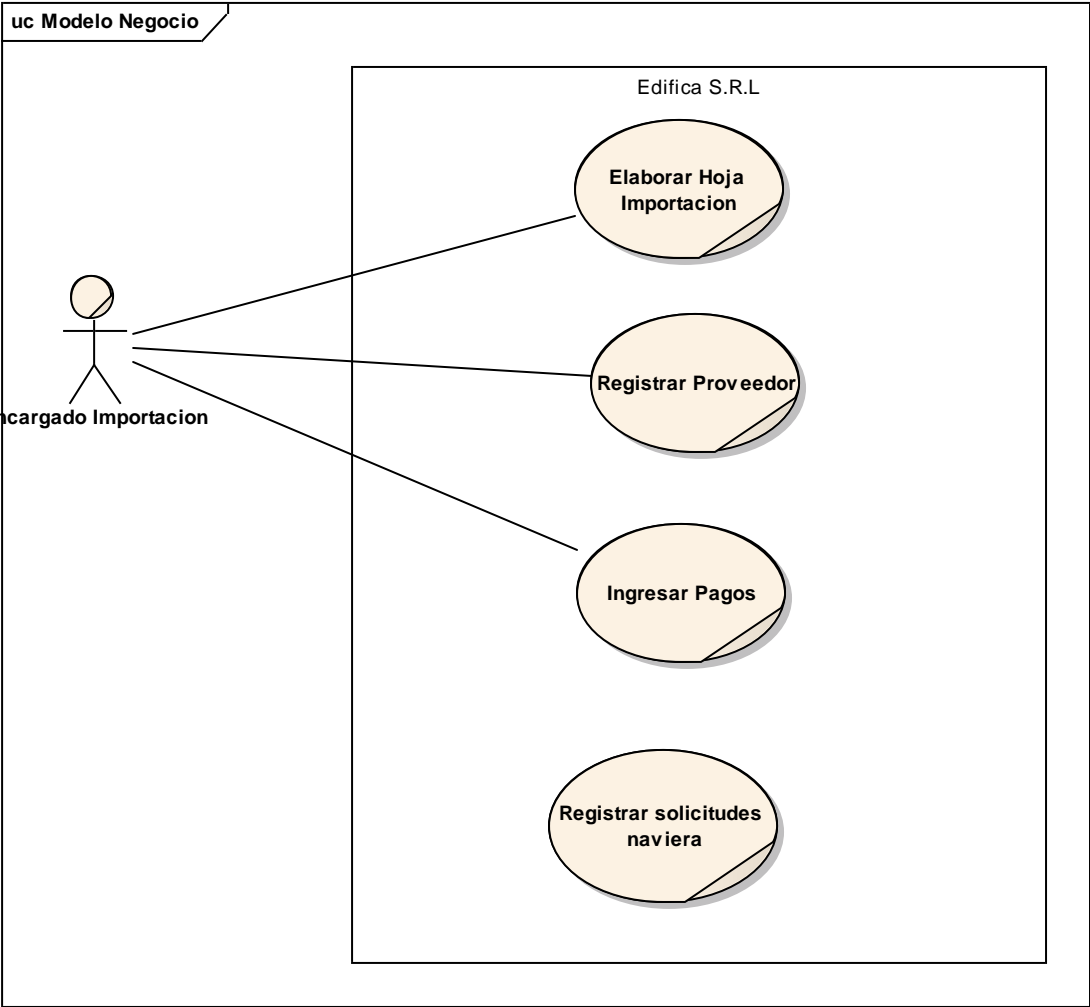 uc Modelo Negocio
Edifica S.R.L
Elaborar Hoja
Importacion
Registrar Proveedor
ncargado Importacion
Ingresar Pagos
Registrar solicitudes
naviera